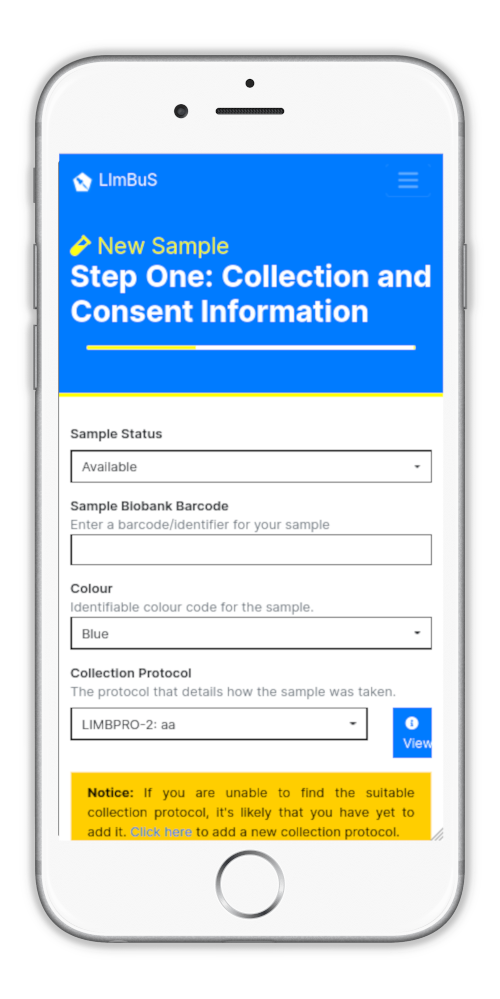 LImBuS
New Sample
Step One: Collection and
Consent Information
Sample Status
Available
Sample Biobank Barcode
Enter a barcode/identifier for your sample
Colour
Identifiable colour code for the sample.
Blue
Collection Protocol
The protocol that details how the sample was taken.
LIMBPRO-2: aa
View
Notice: If you are unable to find the suitable
collection protocol, it's likely that you have yet to
add it. Click here to add a new collection protocol.